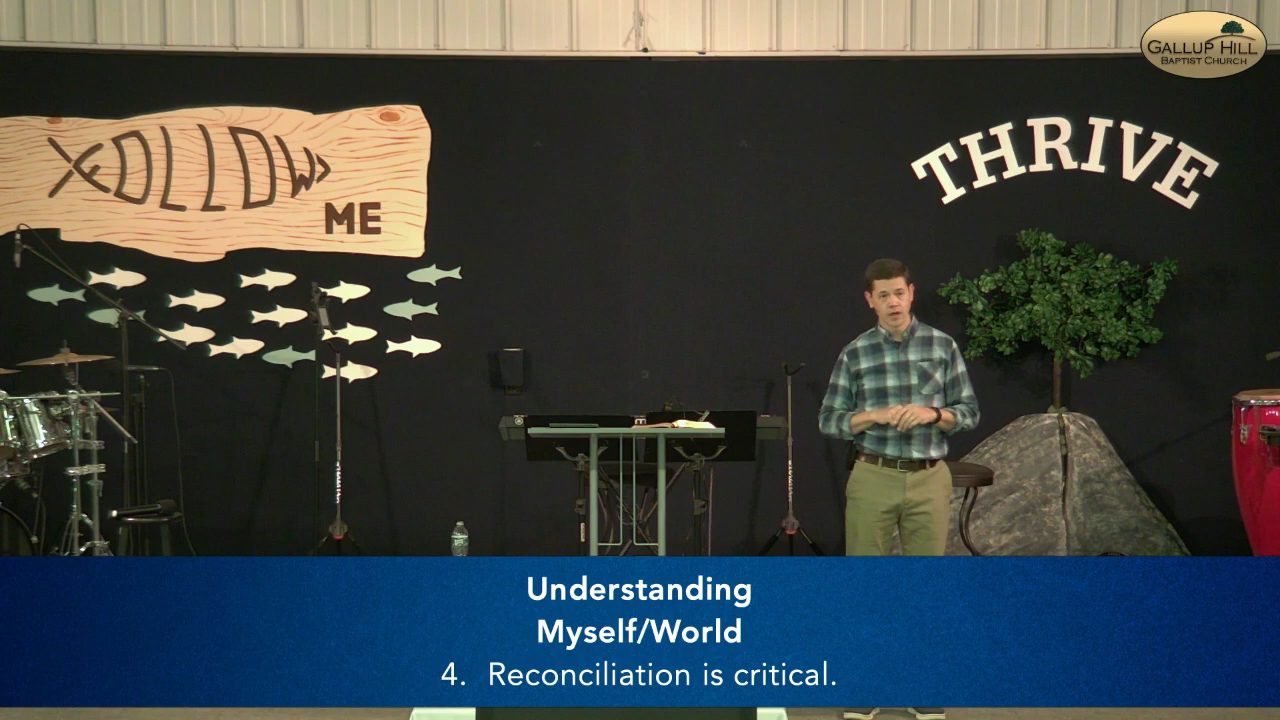 GALLUP HILL
BAPTIST CHURCH
FOLLOW
ME
THRIVE
Understanding
Myself/World
4. Reconciliation is critical.